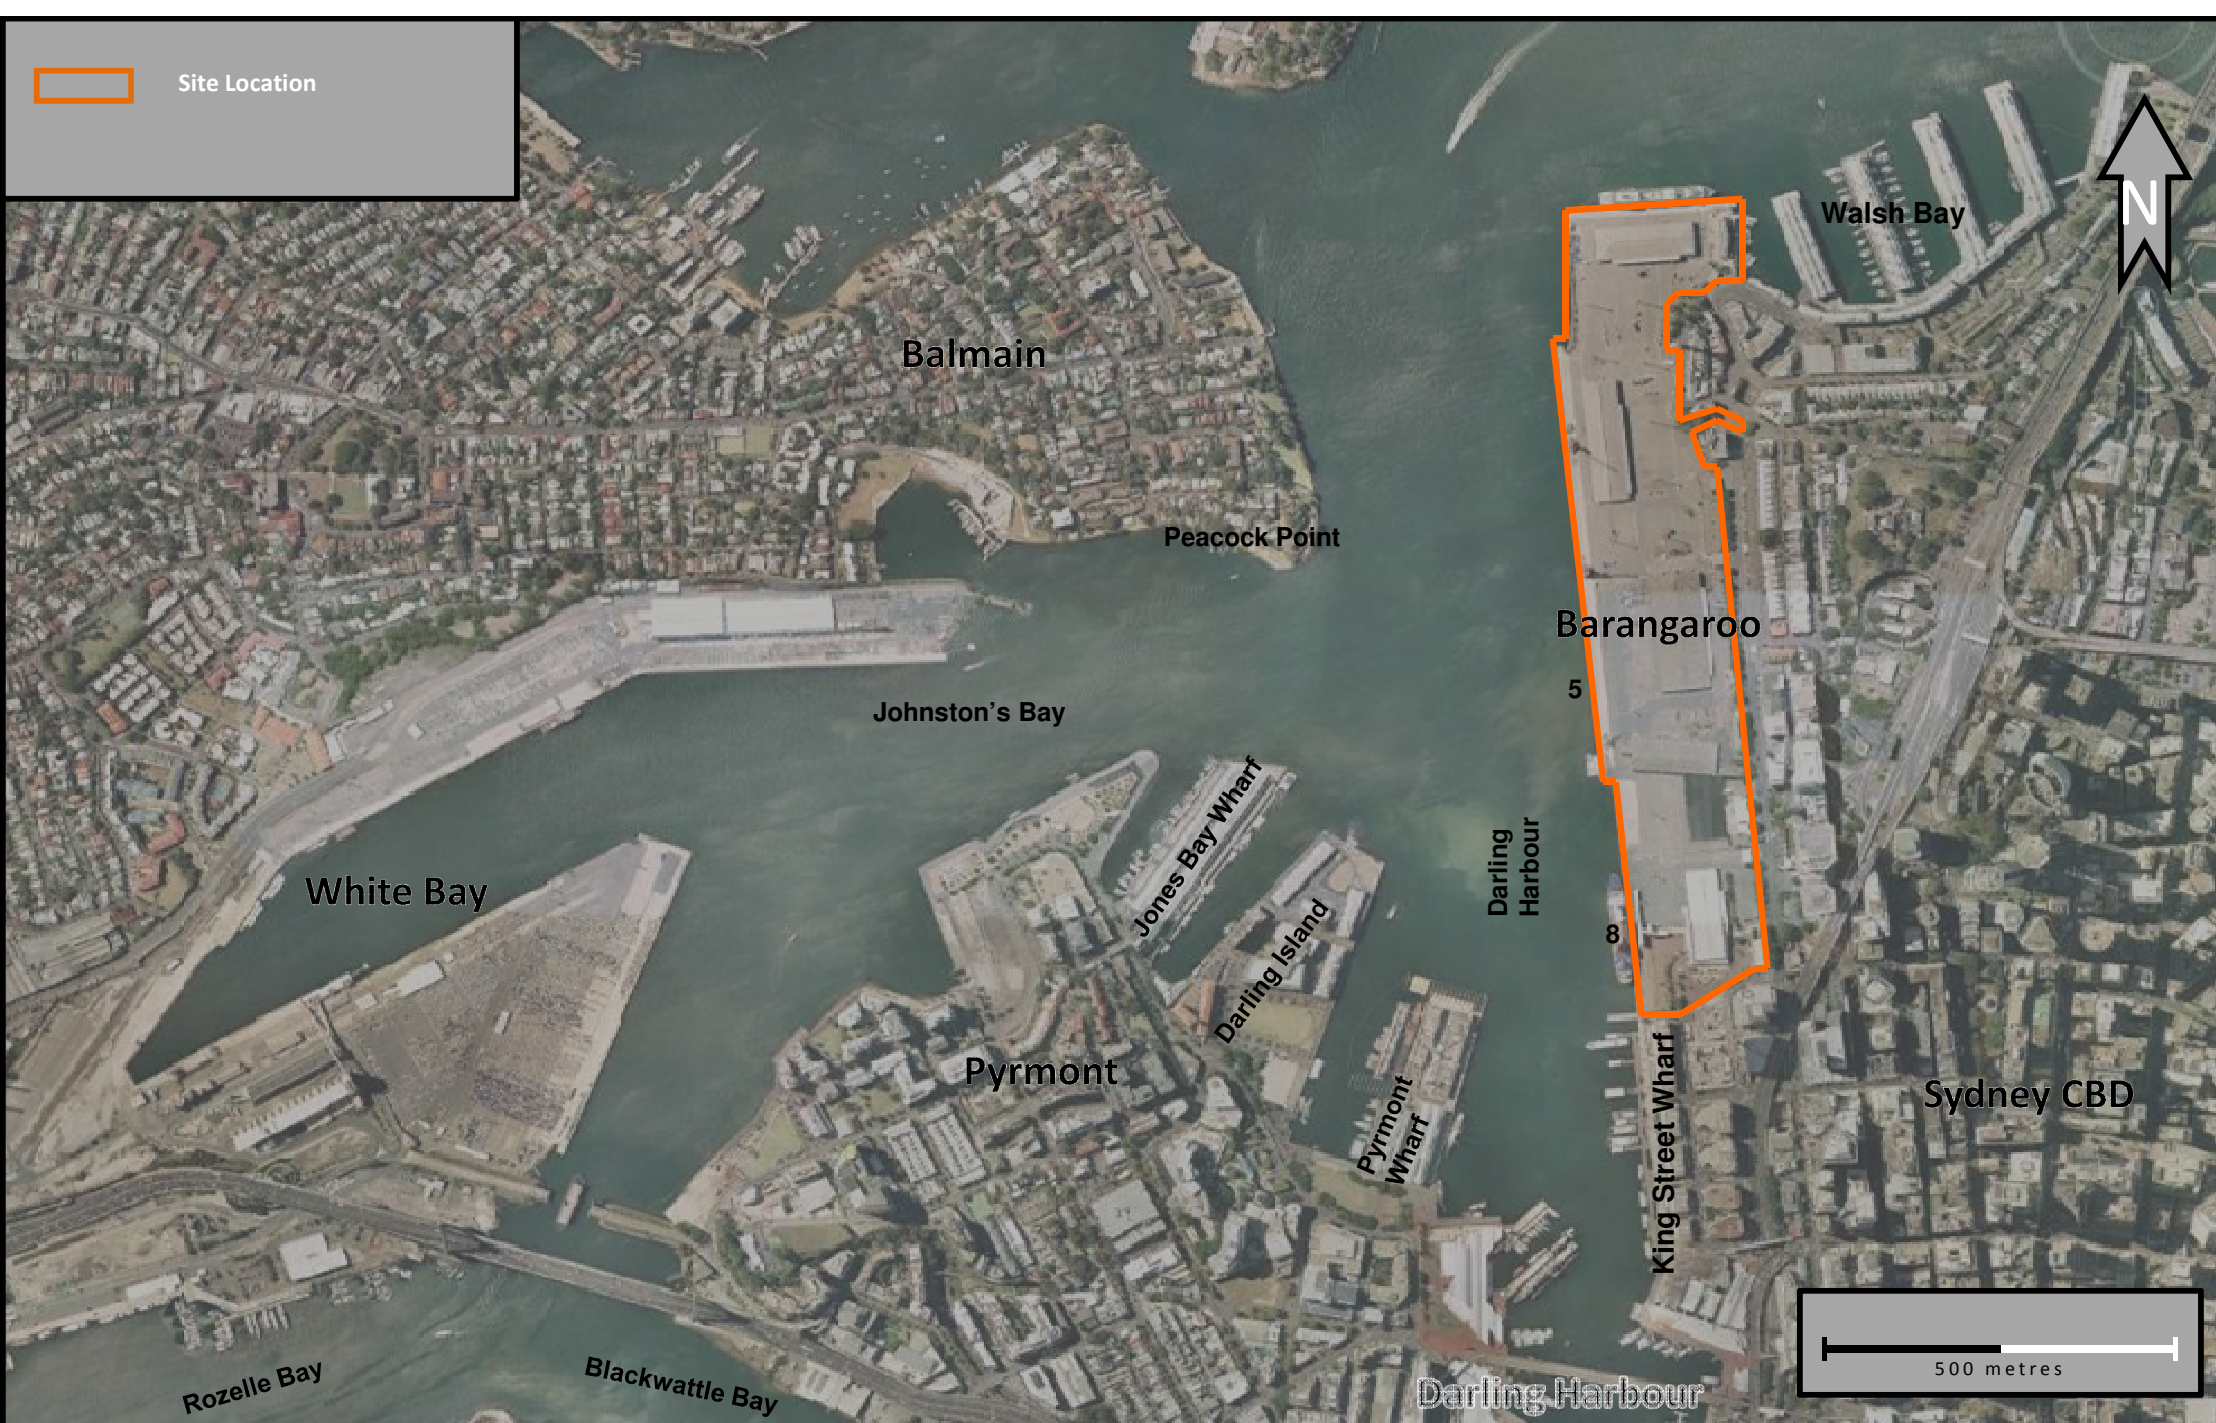 Site Location
Walsh Bay
N
Balmain
Peacock Point
Barangaroo
5
Johnston's Bay
Jones Bay Wharf
Darling
Harbour
White Bay
8
Darling Island
Pyrmont
Pyrmont
Wharf
King Street Wharf
Sydney CBD
500 metres
Rozelle Bay
Blackwattle Bay
Darling Harbour